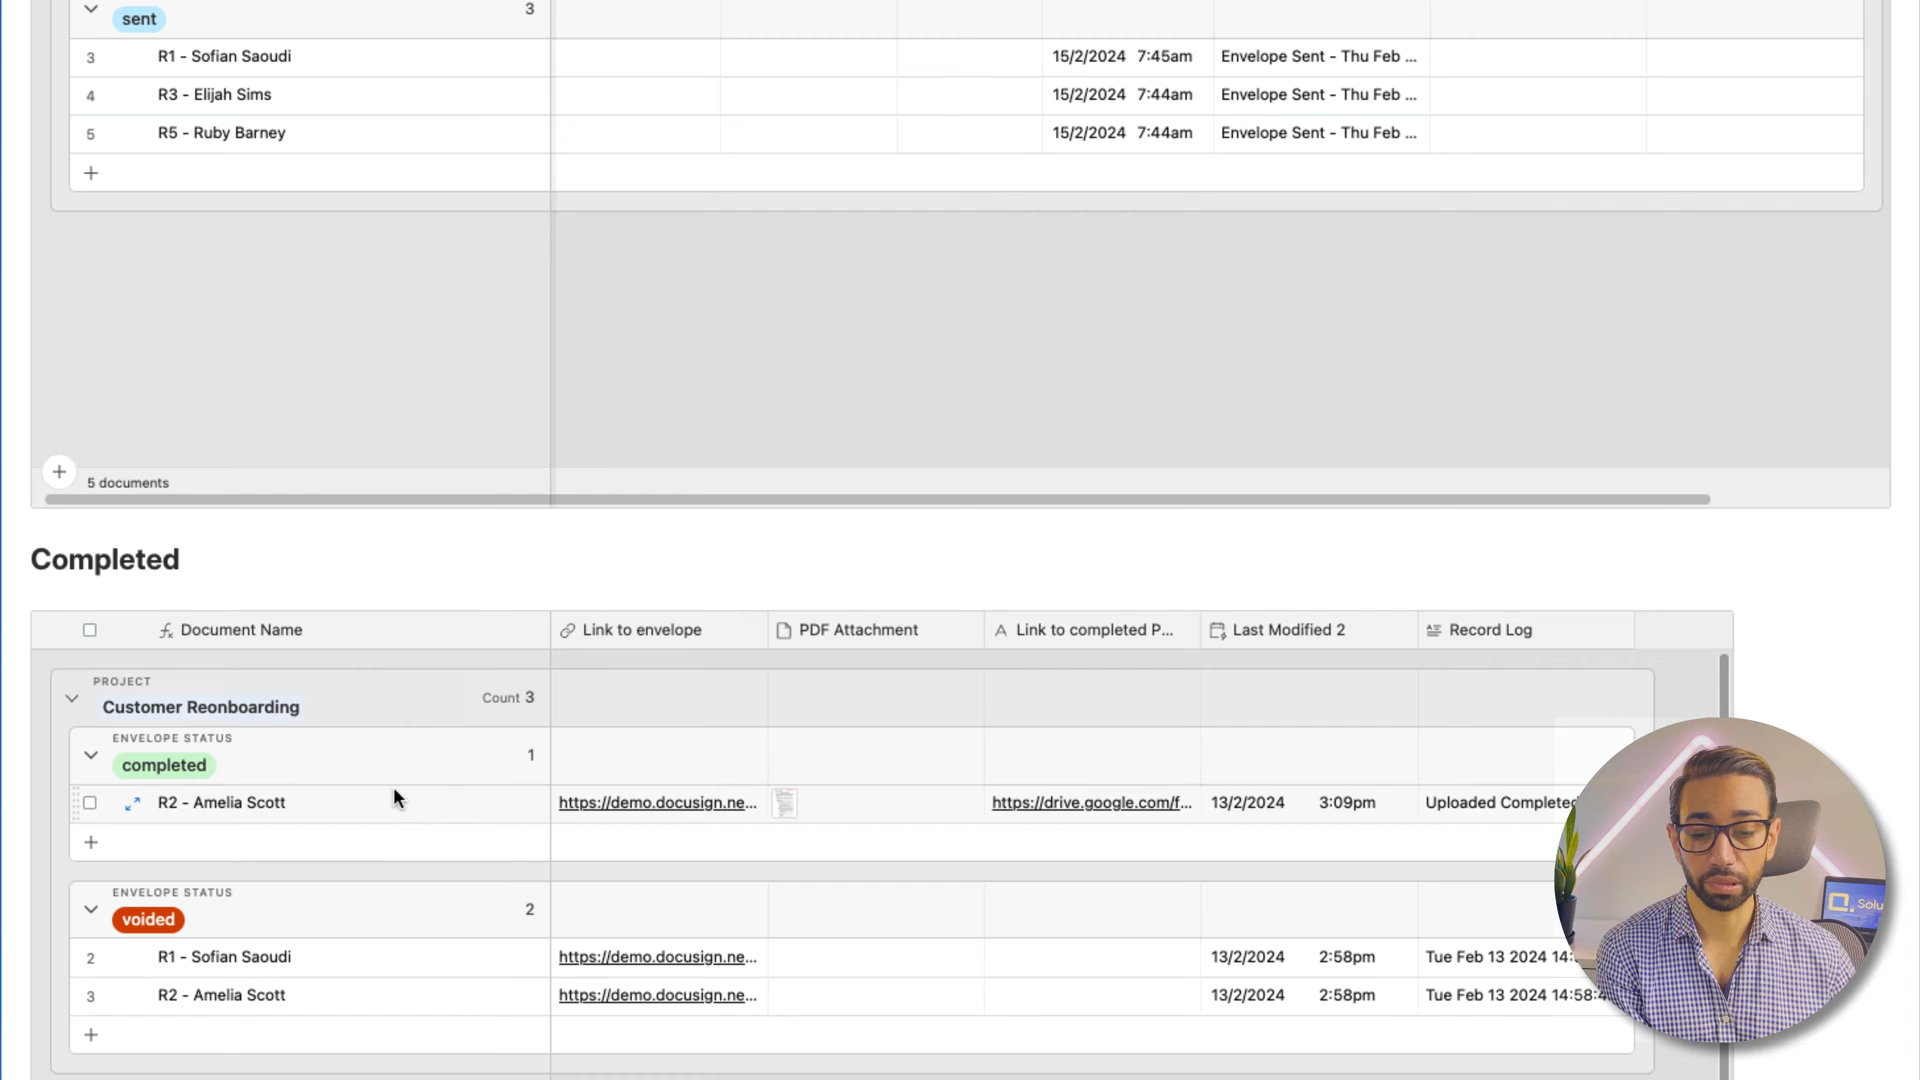 sent 3
3 R1 - Sofian Saoudi 15/2/2024 7:45am Envelope Sent - Thu Feb ...
4 R3 - Elijah Sims 15/2/2024 7:44am Envelope Sent - Thu Feb ...
5 R5 - Ruby Barney 15/2/2024 7:44am Envelope Sent - Thu Feb ...
5 documents
Completed
Document Name Link to envelope PDF Attachment Link to completed P... Last Modified 2 Record Log
PROJECT
Customer Reonboarding Count 3
ENVELOPE STATUS
completed 1
R2 - Amelia Scott https://demo.docusign.ne... https://drive.google.com/f... 13/2/2024 3:09pm Uploaded Completed
ENVELOPE STATUS
voided 2
2 R1 - Sofian Saoudi https://demo.docusign.ne... 13/2/2024 2:58pm Tue Feb 13 2024 14:
3 R2 - Amelia Scott https://demo.docusign.ne... 13/2/2024 2:58pm Tue Feb 13 2024 14:58:4
Q. Solu